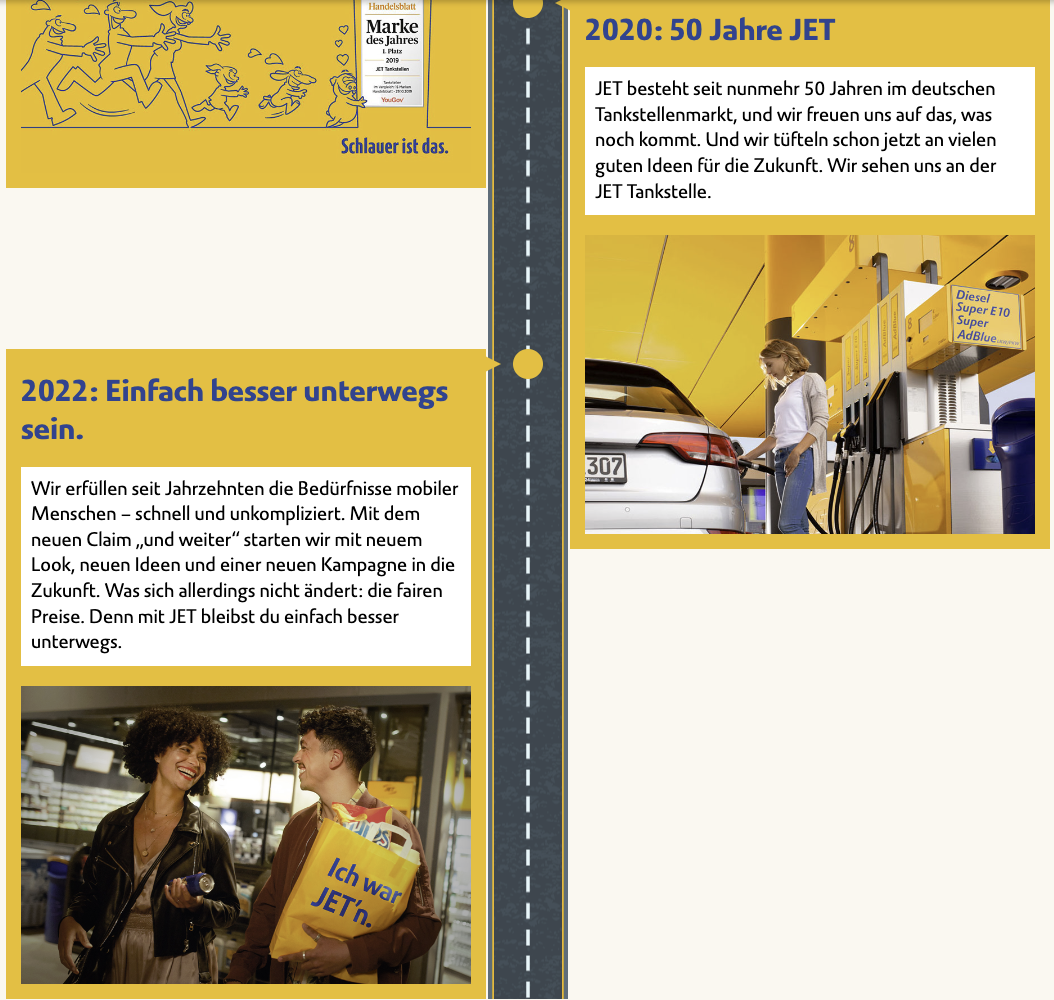 Handelsblatt
Marke
des Jahres
1. Platz
2019
JET Tankstellen
YouGov
Schlauer ist das.
2020: 50 Jahre JET
JET besteht seit nunmehr 50 Jahren im deutschen
Tankstellenmarkt, und wir freuen uns auf das, was
noch kommt. Und wir tüfteln schon jetzt an vielen
guten Ideen für die Zukunft. Wir sehen uns an der
JET Tankstelle.
Diesel
Super E10
Super
AdBlue
307
2022: Einfach besser unterwegs
sein.
Wir erfüllen seit Jahrzehnten die Bedürfnisse mobiler
Menschen – schnell und unkompliziert. Mit dem
neuen Claim „und weiter“ starten wir mit neuem
Look, neuen Ideen und einer neuen Kampagne in die
Zukunft. Was sich allerdings nicht ändert: die fairen
Preise. Denn mit JET bleibst du einfach besser
unterwegs.
Ich war
JET'n.